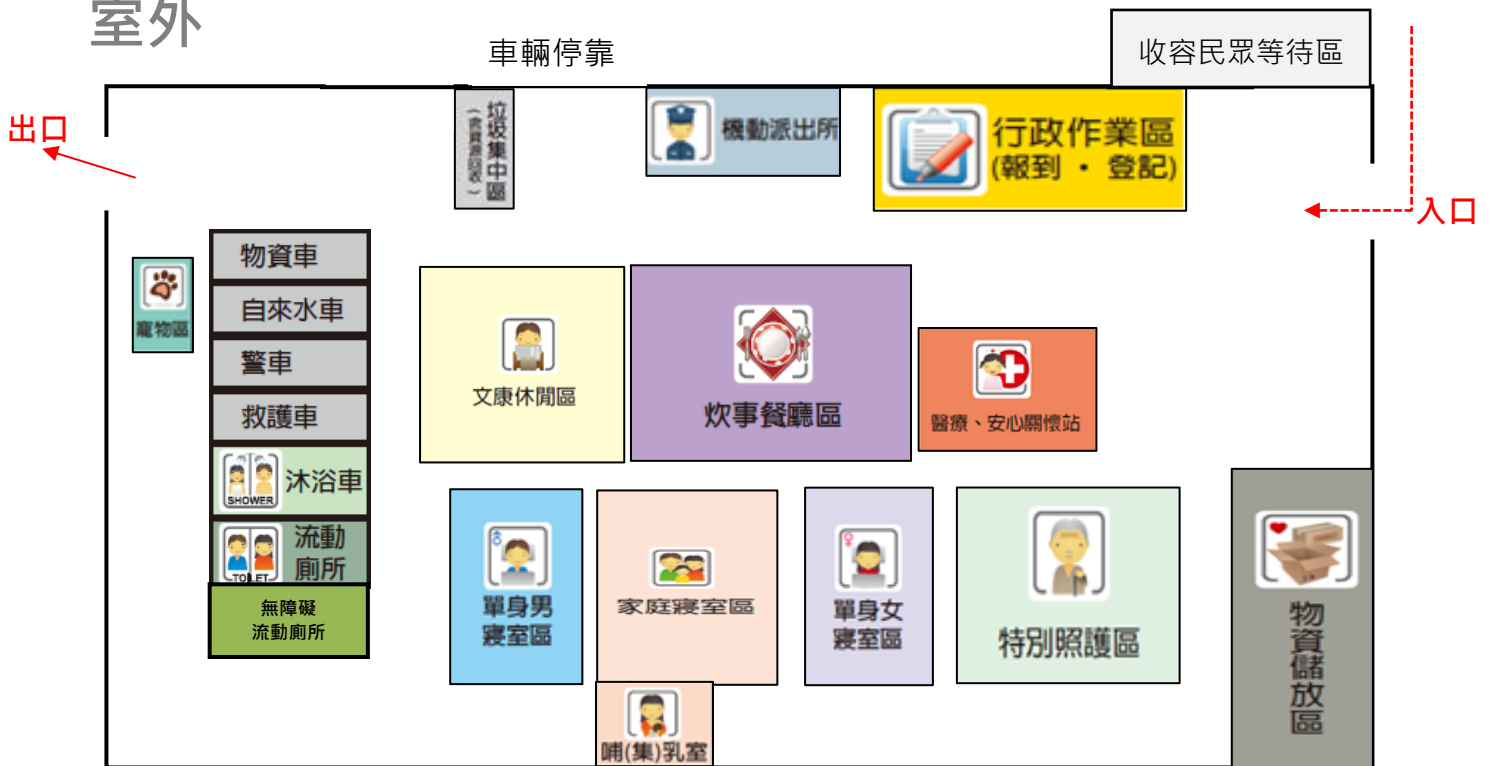 室外
車輛停靠
收容民眾等待區
出口
垃圾集中區
(含資源回收)
機動派出所
行政作業區
(報到 · 登記)
入口
寵物區
物資車
自來水車
警車
救護車
SHOWER
沐浴車
TOILET
流動
廁所
無障礙
流動廁所
文康休閒區
炊事餐廳區
醫療、安心關懷站
單身男
寢室區
家庭寢室區
單身女
寢室區
特別照護區
物資儲放區
哺(集)乳室